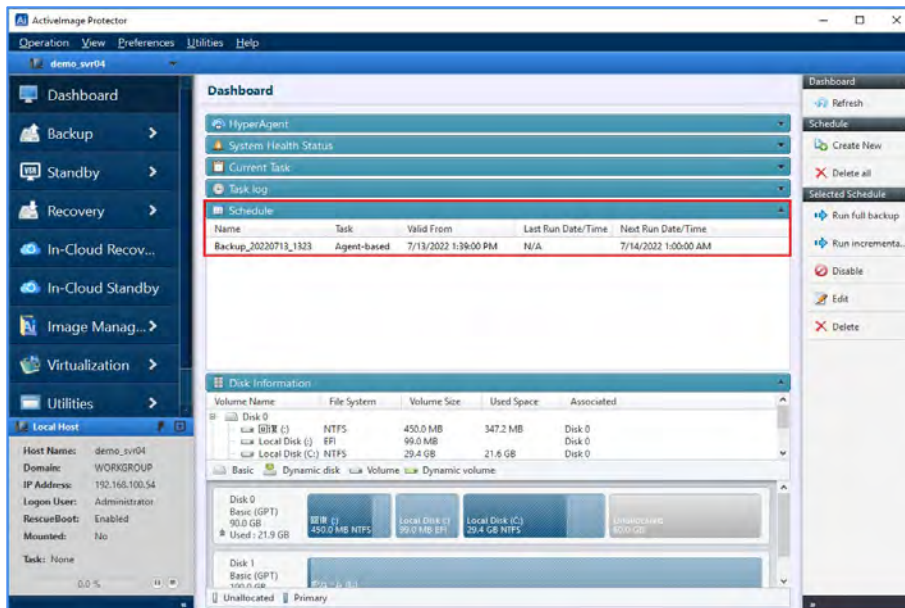 ActiveImage Protector
Operation View Preferences Utilities Help
demo_svr04
Dashboard
Backup
Standby
Recovery
In-Cloud Recov...
In-Cloud Standby
Image Manag...
Virtualization
Utilities
Local Host
Host Name: demo_svr04
Domain: WORKGROUP
IP Address: 192.168.100.54
Logon User: Administrator
RescueBoot: Enabled
Mounted: No
Task: None
0.0 %
Dashboard
HyperAgent
System Health Status
Current Task
Task log
Schedule
Name Task Valid From Last Run Date/Time Next Run Date/Time
Backup_20220713_1323 Agent-based 7/13/2022 1:39:00 PM N/A 7/14/2022 1:00:00 AM
Disk Information
Volume Name File System Volume Size Used Space Associated
Disk 0
(:) NTFS 450.0 MB 347.2 MB Disk 0
Local Disk (:) EFI 99.0 MB Disk 0
Local Disk (C:) NTFS 29.4 GB 21.6 GB Disk 0
Basic Dynamic disk Volume Dynamic volume
Disk 0
Basic (GPT)
90.0 GB
Used : 21.9 GB
(:)
450.0 MB NTFS
Local Disk (:)
99.0 MB EFI
Local Disk (C:)
29.4 GB NTFS
Unallocated
60.0 GB
Disk 1
Basic (GPT)
100.0 GB
Unallocated Primary
Dashboard
Refresh
Schedule
Create New
Delete all
Selected Schedule
Run full backup
Run incrementa...
Disable
Edit
Delete